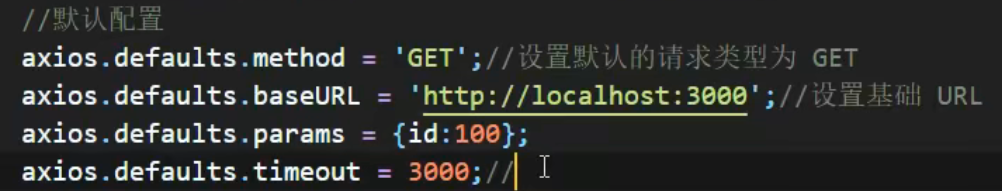 //默认配置
axios.defaults.method = 'GET';//设置默认的请求类型为 GET
axios.defaults.baseURL = 'http://localhost:3000';//设置基础 URL
axios.defaults.params = {id:100};
axios.defaults.timeout = 3000;//